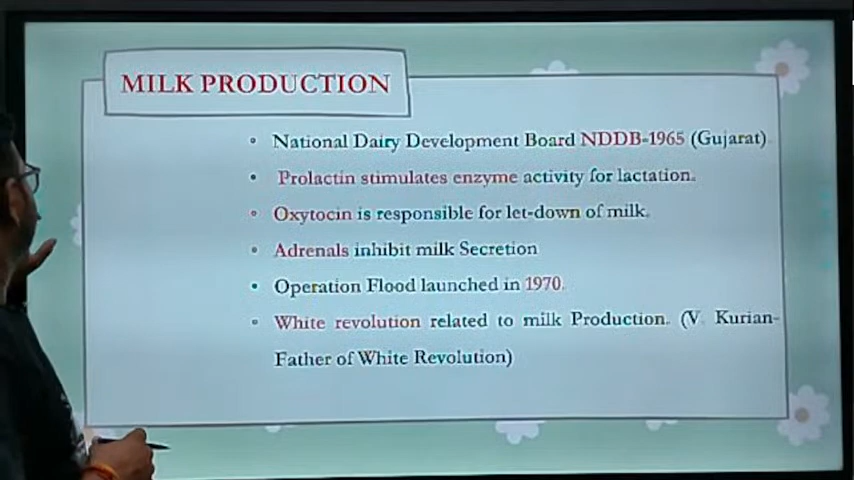 MILK PRODUCTION
• National Dairy Development Board NDDB-1965 (Gujarat)
• Prolactin stimulates enzyme activity for lactation.
• Oxytocin is responsible for let-down of milk.
• Adrenals inhibit milk Secretion
• Operation Flood launched in 1970.
• White revolution related to milk Production. (V. Kurian-
Father of White Revolution)